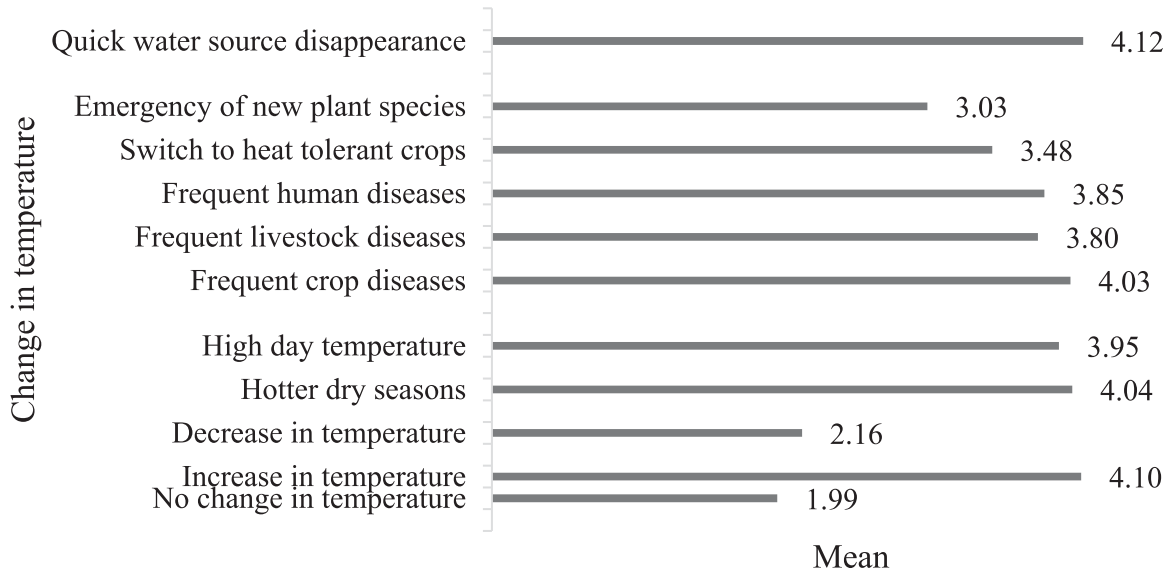 Quick water source disappearance 4.12
Emergency of new plant species 3.03
Switch to heat tolerant crops 3.48
Frequent human diseases 3.85
Frequent livestock diseases 3.80
Frequent crop diseases 4.03
High day temperature 3.95
Hotter dry seasons 4.04
Decrease in temperature 2.16
Increase in temperature 4.10
No change in temperature 1.99
Change in temperature
Mean